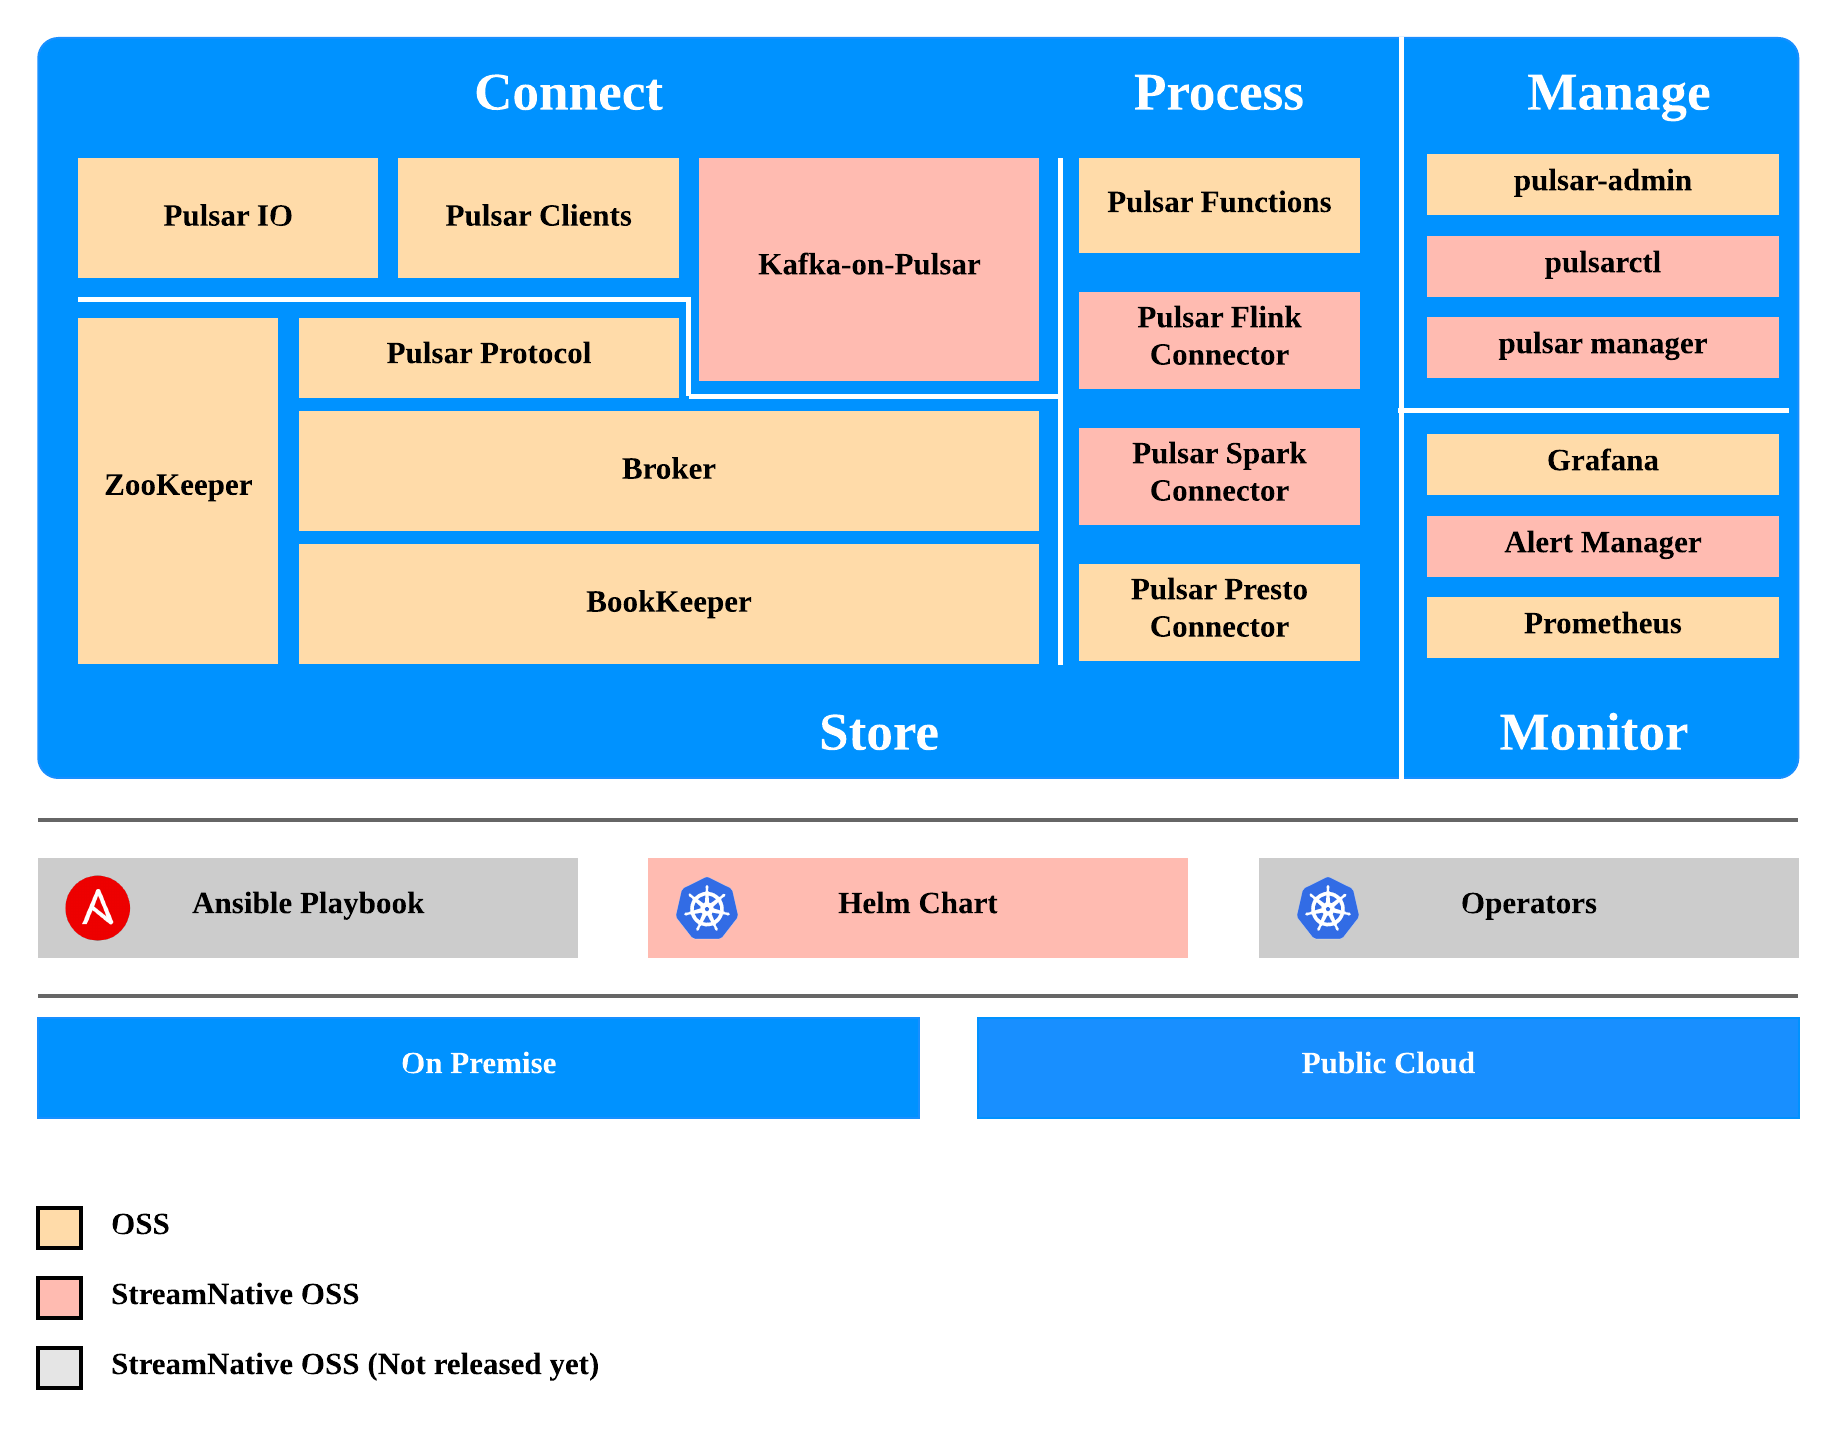 Connect
Process
Manage
Pulsar IO
Pulsar Clients
Kafka-on-Pulsar
Pulsar Functions
pulsar-admin
pulsarctl
pulsar manager
Pulsar Flink
Connector
Pulsar Protocol
ZooKeeper
Broker
BookKeeper
Pulsar Spark
Connector
Pulsar Presto
Connector
Grafana
Alert Manager
Prometheus
Store
Monitor
Ansible Playbook
Helm Chart
Operators
On Premise
Public Cloud
OSS
StreamNative OSS
StreamNative OSS (Not released yet)